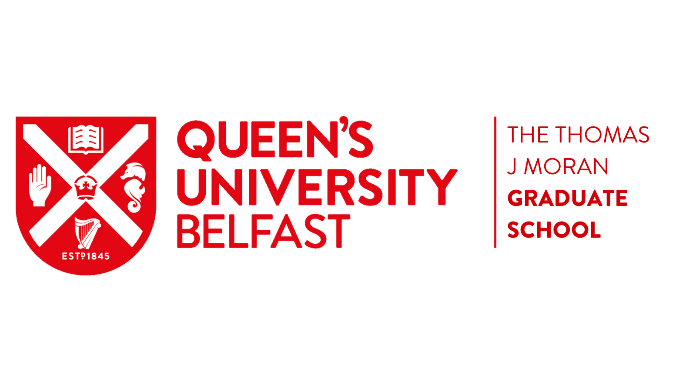 QUEEN'S
UNIVERSITY
BELFAST
ESTD 1845
THE THOMAS
J MORAN
GRADUATE
SCHOOL